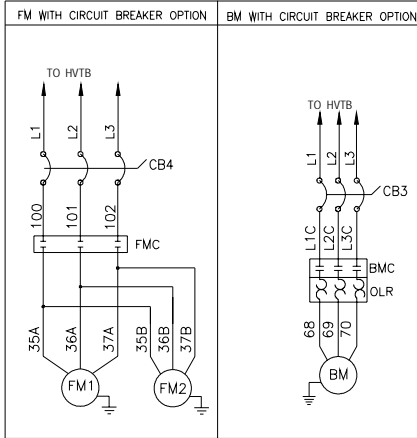 FM WITH CIRCUIT BREAKER OPTION
BM WITH CIRCUIT BREAKER OPTION
TO HVTB
L1
L2
L3
CB4
100
101
102
FMC
35A
36A
37A
35B
36B
37B
FM1
FM2
TO HVTB
L1
L2
L3
CB3
L1C
L2C
L3C
BMC
OLR
68
69
70
BM